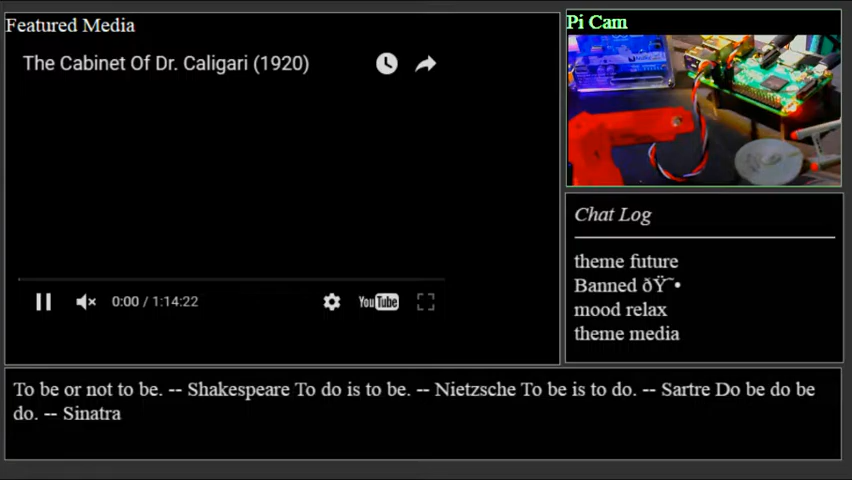 Featured Media
The Cabinet Of Dr. Caligari (1920)
0:00 / 1:14:22
YouTube
Pi Cam
Chat Log
theme future
Banned ðŸ˜•
mood relax
theme media
To be or not to be. -- Shakespeare To do is to be. -- Nietzsche To be is to do. -- Sartre Do be do be
do. -- Sinatra